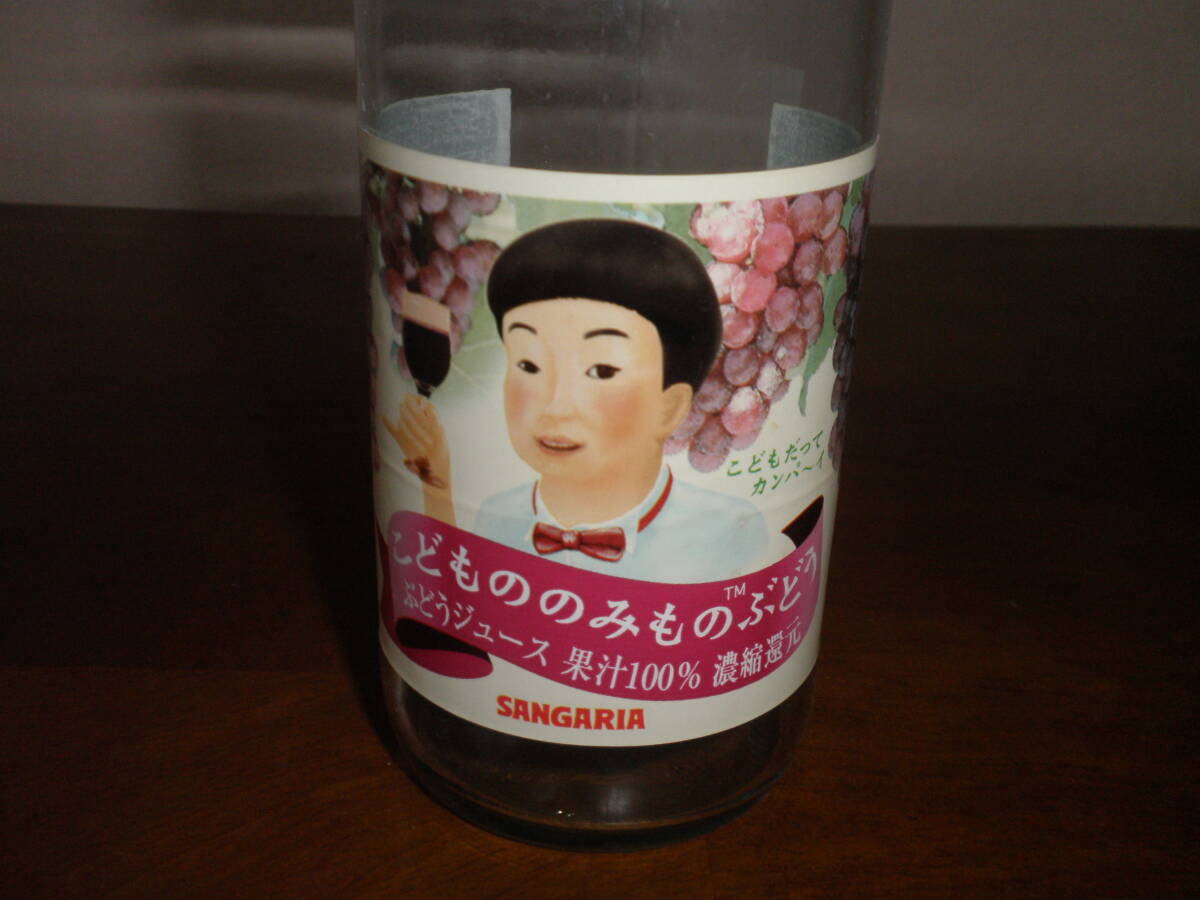 こどもだって
カンパ〜イ
こどもののみもの™ぶどう
ぶどうジュース 果汁100% 濃縮還元
SANGARIA